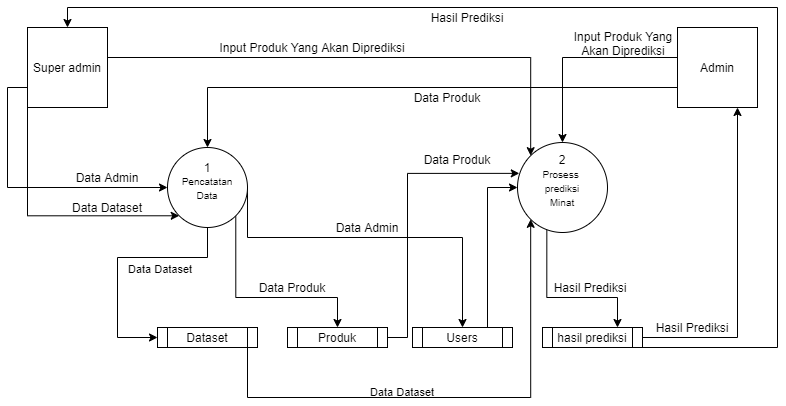 Hasil Prediksi
Super admin
Input Produk Yang Akan Diprediksi
Input Produk Yang
Akan Diprediksi
Admin
Data Produk
1
Pencatatan
Data
2
Prosess
prediksi
Minat
Data Produk
Data Admin
Data Dataset
Data Admin
Data Dataset
Data Produk
Hasil Prediksi
Dataset
Produk
Users
hasil prediksi
Hasil Prediksi
Data Dataset